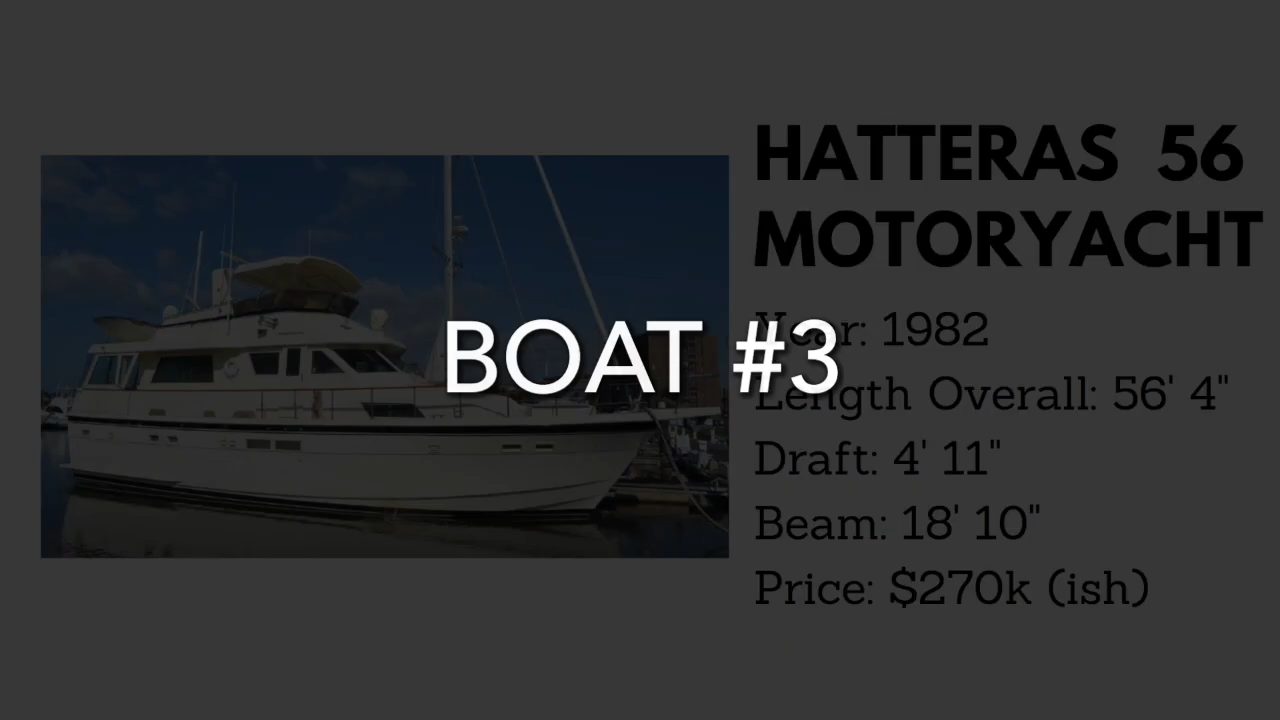 HATTERAS 56
MOTORYACHT
BOAT #3
Year: 1982
Length Overall: 56' 4"
Draft: 4' 11"
Beam: 18' 10"
Price: $270k (ish)